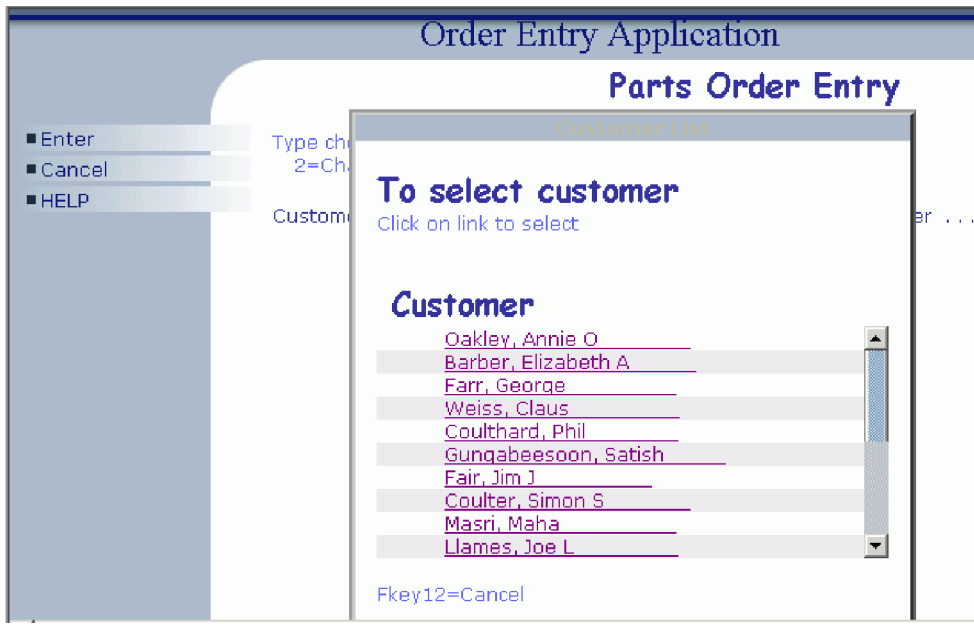 Order Entry Application
Parts Order Entry
Enter
Cancel
HELP
Type ch
2=Cha
Custome
er . . .
Customer List
To select customer
Click on link to select
Customer
Oakley, Annie O
Barber, Elizabeth A
Farr, George
Weiss, Claus
Coulthard, Phil
Gungabeesoon, Satish
Fair, Jim J
Coulter, Simon S
Masri, Maha
Llames, Joe L
Fkey12=Cancel